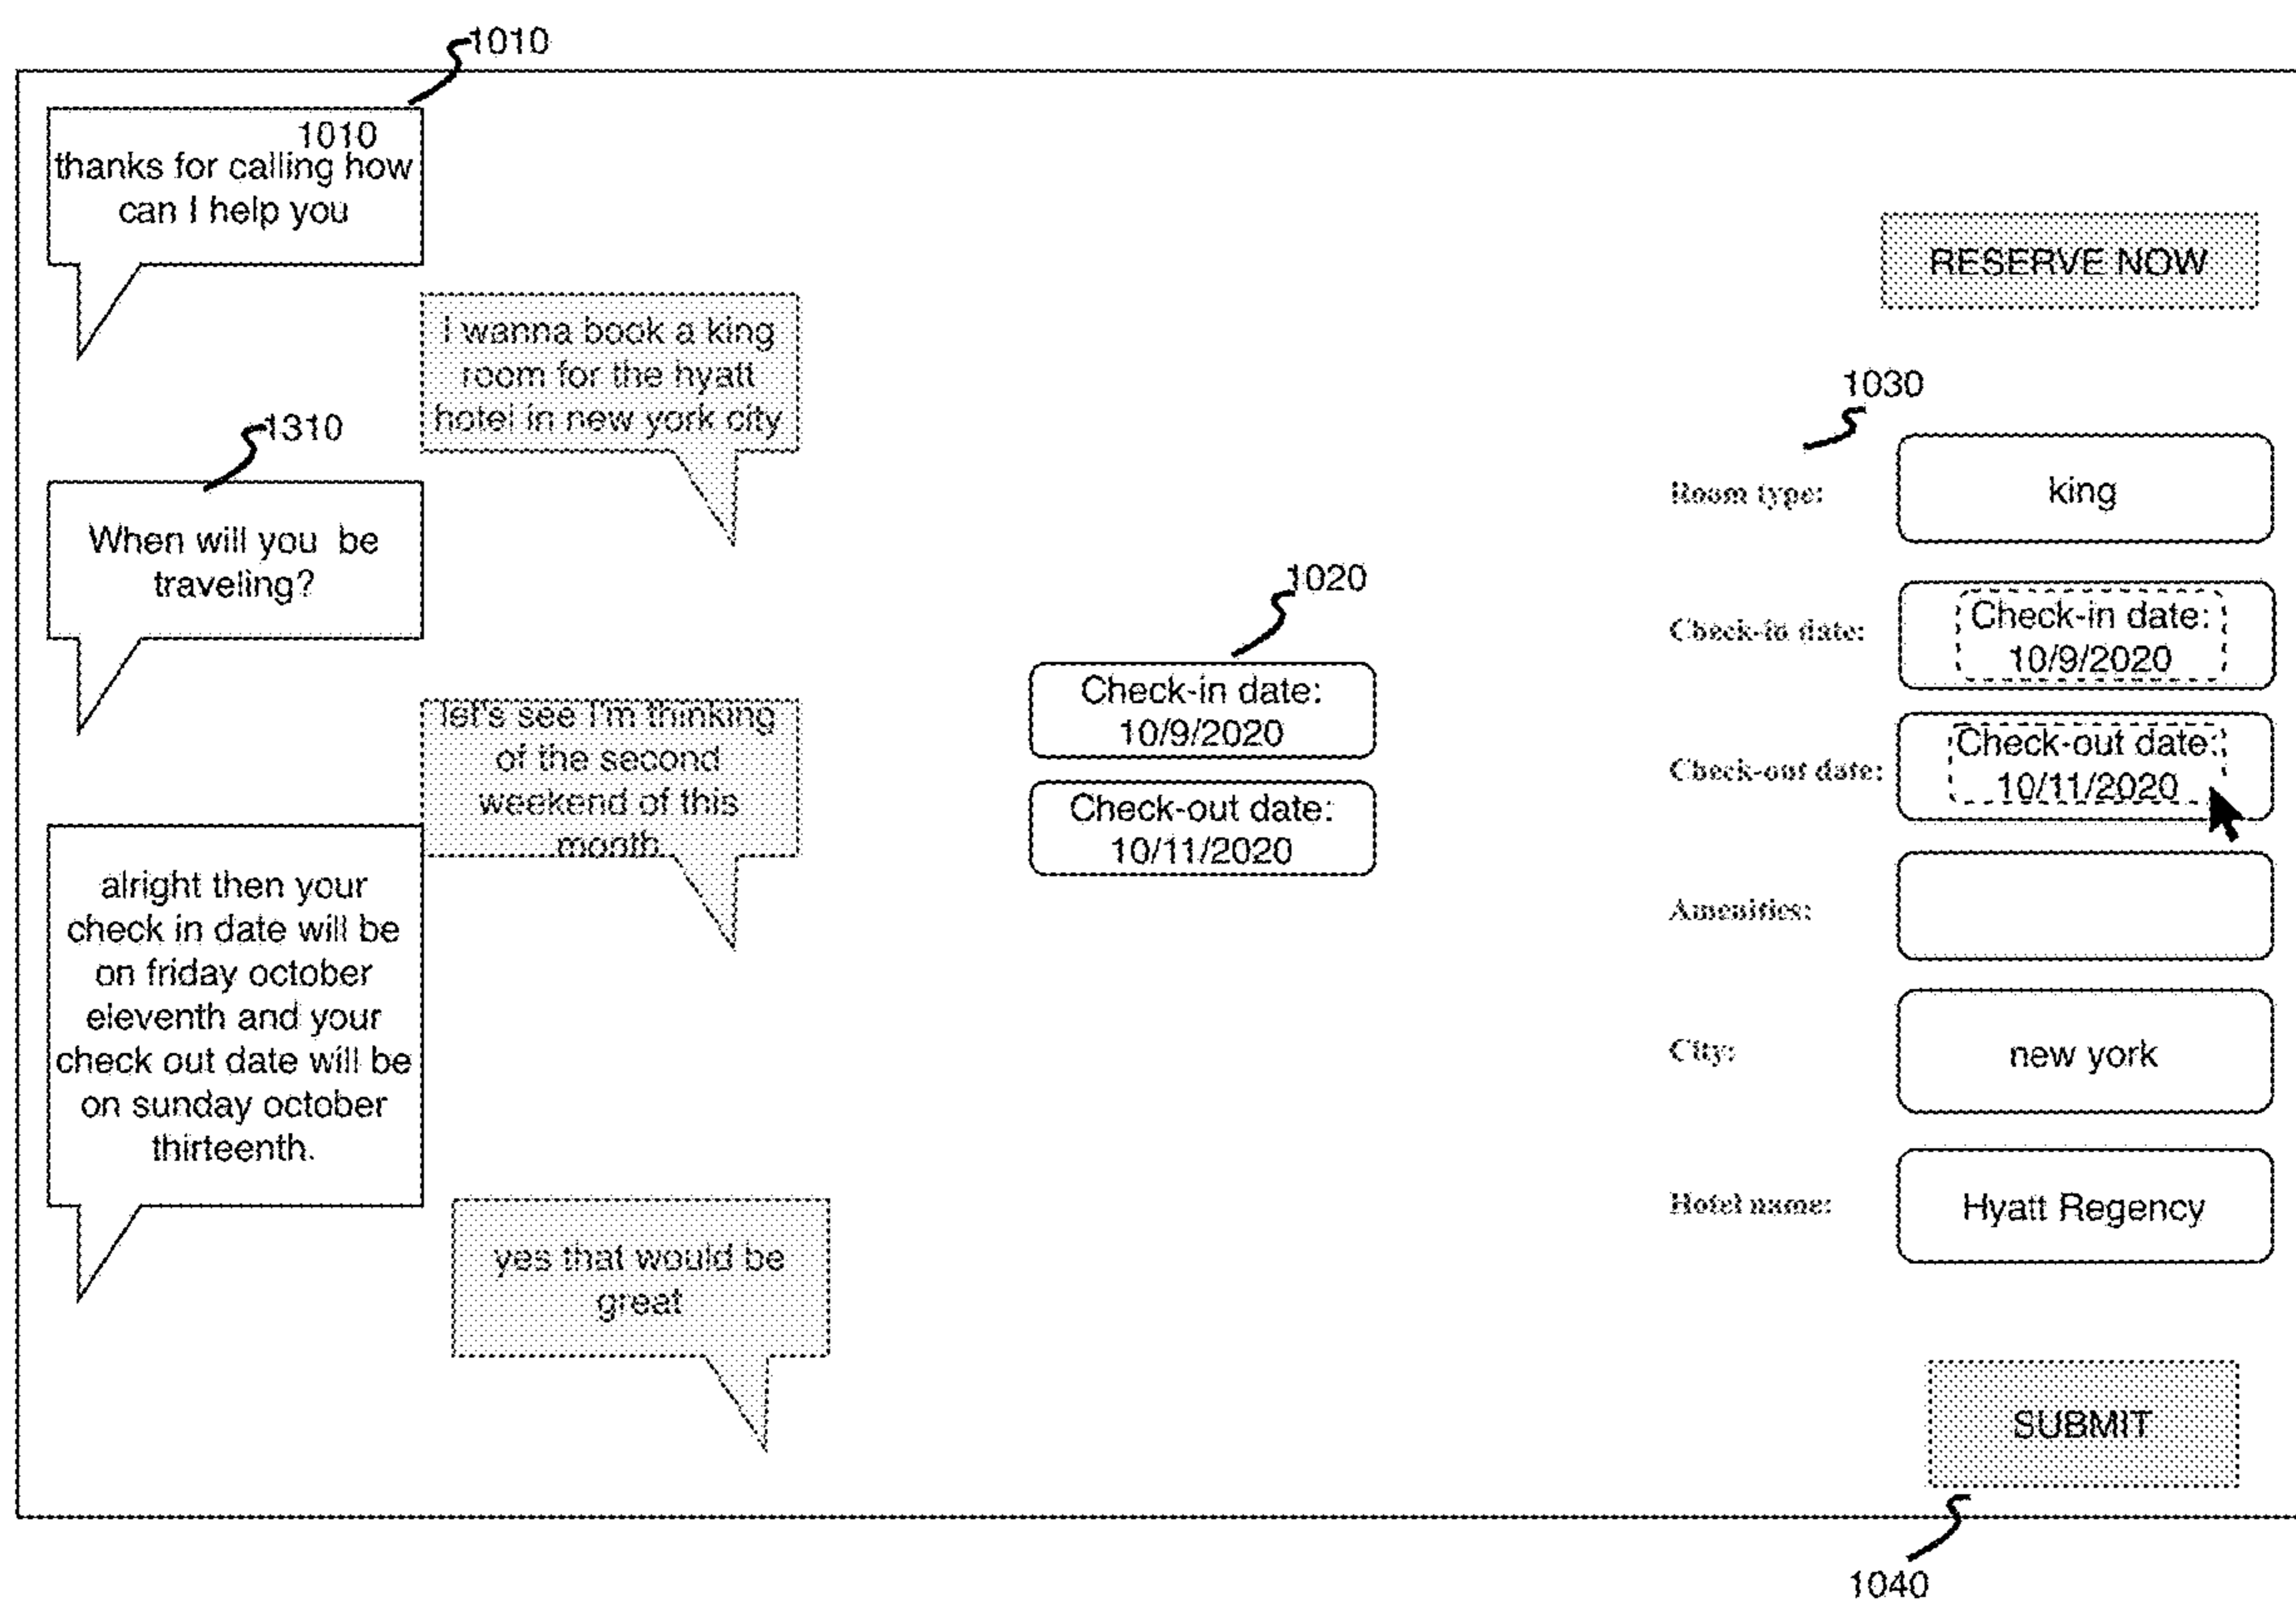 1010
1010
thanks for calling how
can I help you
I wanna book a king
room for the hyatt
hotel in new york city
1310
When will you  be
traveling?
let's see I'm thinking
of the second
weekend of this
month
alright then your
check in date will be
on friday october
eleventh and your
check out date will be
on sunday october
thirteenth.
yes that would be
great
1020
Check-in date:
10/9/2020
Check-out date:
10/11/2020
RESERVE NOW
1030
Room type:
king
Check-in date:
Check-in date:
10/9/2020
Check-out date:
Check-out date:
10/11/2020
Amenities:
City:
new york
Hotel name:
Hyatt Regency
SUBMIT
1040